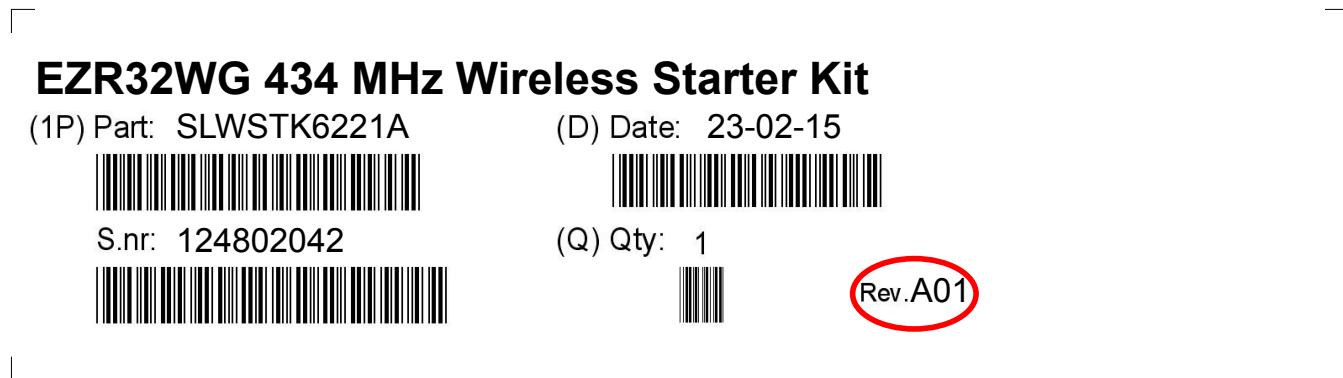 EZR32WG 434 MHz Wireless Starter Kit
(1P) Part: SLWSTK6221A
(D) Date: 23-02-15
S.nr: 124802042
(Q) Qty: 1
Rev.A01